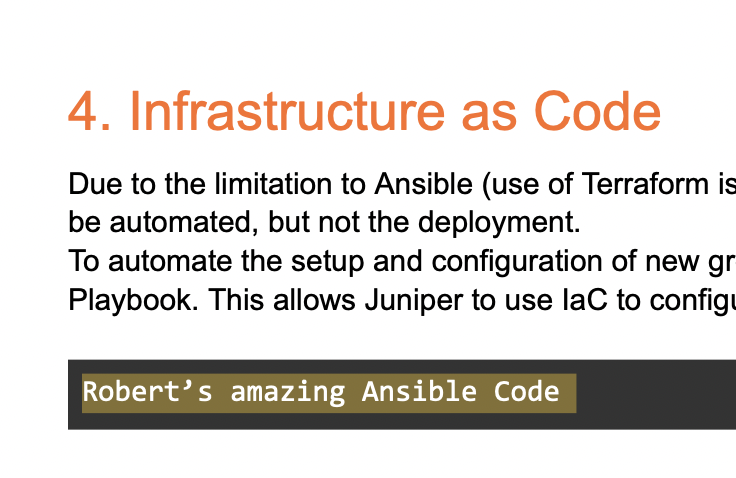 4. Infrastructure as Code
Due to the limitation to Ansible (use of Terraform is
be automated, but not the deployment.
To automate the setup and configuration of new gr
Playbook. This allows Juniper to use IaC to configu
Robert’s amazing Ansible Code